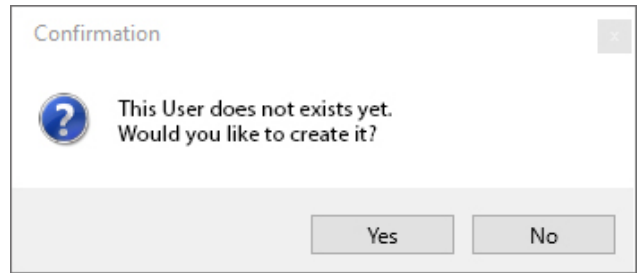 Confirmation
x
This User does not exists yet.
Would you like to create it?
Yes
No